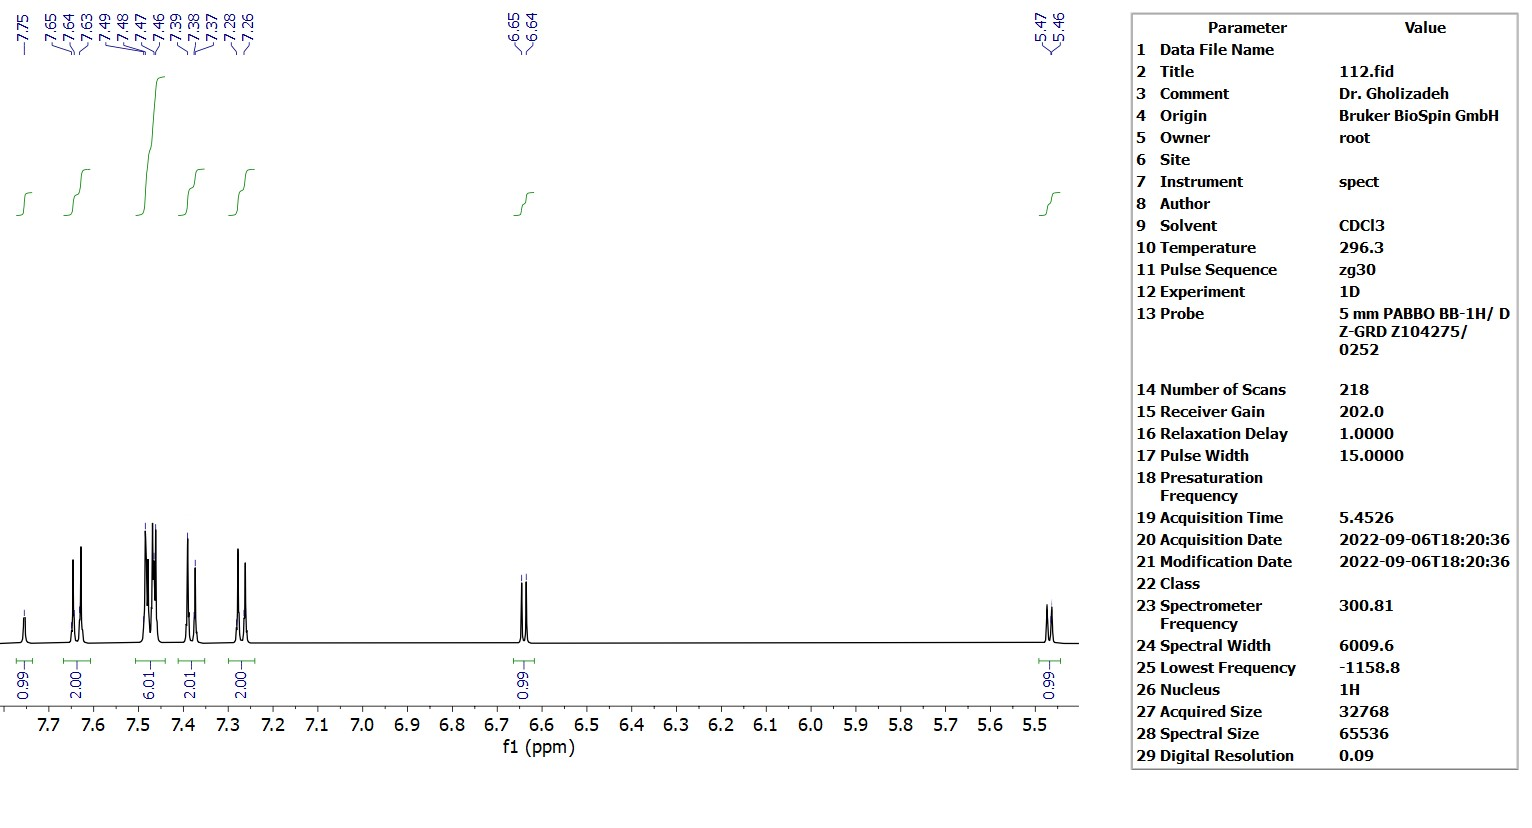 7.75
7.65
7.64
7.63
7.49
7.48
7.47
7.46
7.39
7.38
7.37
7.28
7.26
6.65
6.64
5.47
5.46
0.99
2.00
6.01
2.01
2.00
0.99
0.99
7.7 7.6 7.5 7.4 7.3 7.2 7.1 7.0 6.9 6.8 6.7 6.6 6.5 6.4 6.3 6.2 6.1 6.0 5.9 5.8 5.7 5.6 5.5
f1 (ppm)
Parameter Value
1 Data File Name
2 Title 112.fid
3 Comment Dr. Gholizadeh
4 Origin Bruker BioSpin GmbH
5 Owner root
6 Site
7 Instrument spect
8 Author
9 Solvent CDCl3
10 Temperature 296.3
11 Pulse Sequence zg30
12 Experiment 1D
13 Probe 5 mm PABBO BB-1H/ D
Z-GRD Z104275/
0252
14 Number of Scans 218
15 Receiver Gain 202.0
16 Relaxation Delay 1.0000
17 Pulse Width 15.0000
18 Presaturation
Frequency
19 Acquisition Time 5.4526
20 Acquisition Date 2022-09-06T18:20:36
21 Modification Date 2022-09-06T18:20:36
22 Class
23 Spectrometer 300.81
Frequency
24 Spectral Width 6009.6
25 Lowest Frequency -1158.8
26 Nucleus 1H
27 Acquired Size 32768
28 Spectral Size 65536
29 Digital Resolution 0.09